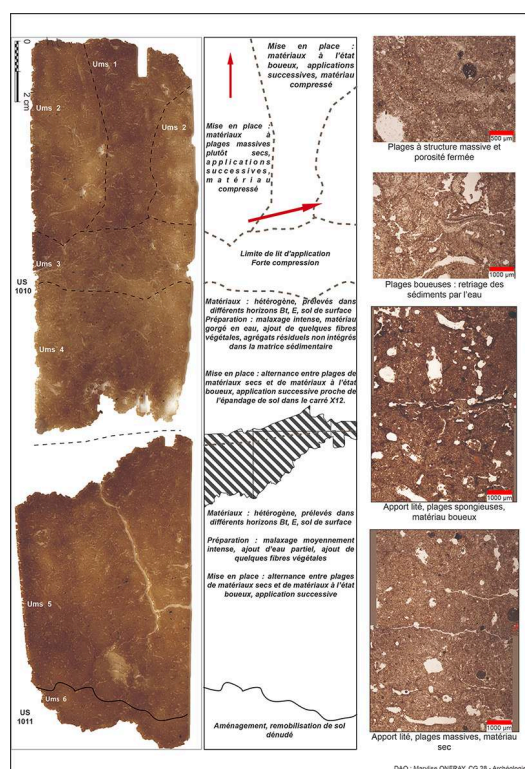 0
2 cm
Ums 1
Ums 2
Ums 2
Ums 3
US
1010
Ums 4
Ums 5
US
1011
Ums 6
Mise en place :
matériaux à l'état
boueux, applications
successives, matériau
compressé
Mise en place :
matériaux à
plages massives
plutôt secs,
applications
successives,
matériau
compressé
Limite de lit d'application
Forte compression
Matériaux : hétérogène, prélevés dans
différents horizons Bt, E, sol de surface
Préparation : malaxage intense, matériau
gorgé en eau, ajout de quelques fibres
végétales, agrégats résiduels non intégrés
dans la matrice sédimentaire
Mise en place : alternance entre plages de
matériaux secs et de matériaux à l'état
boueux, application successive proche de
l'épandage de sol dans le carré X12.
Matériaux : hétérogène, prélevés dans
différents horizons Bt, E, sol de surface
Préparation : malaxage moyennement
intense, ajout d'eau partiel, ajout de
quelques fibres végétales
Mise en place : alternance entre plages
de matériaux secs et de matériaux à l'état
boueux, application successive
Aménagement, remobilisation de sol
dénudé
500 µm
Plages à structure massive et
porosité fermée
1000 µm
Plages boueuses : retriage des
sédiments par l'eau
1000 µm
Apport lité, plages spongieuses,
matériau boueux
1000 µm
Apport lité, plages massives, matériau
sec
DAO : Marylise ONFRAY, CG 28 - Archéologie